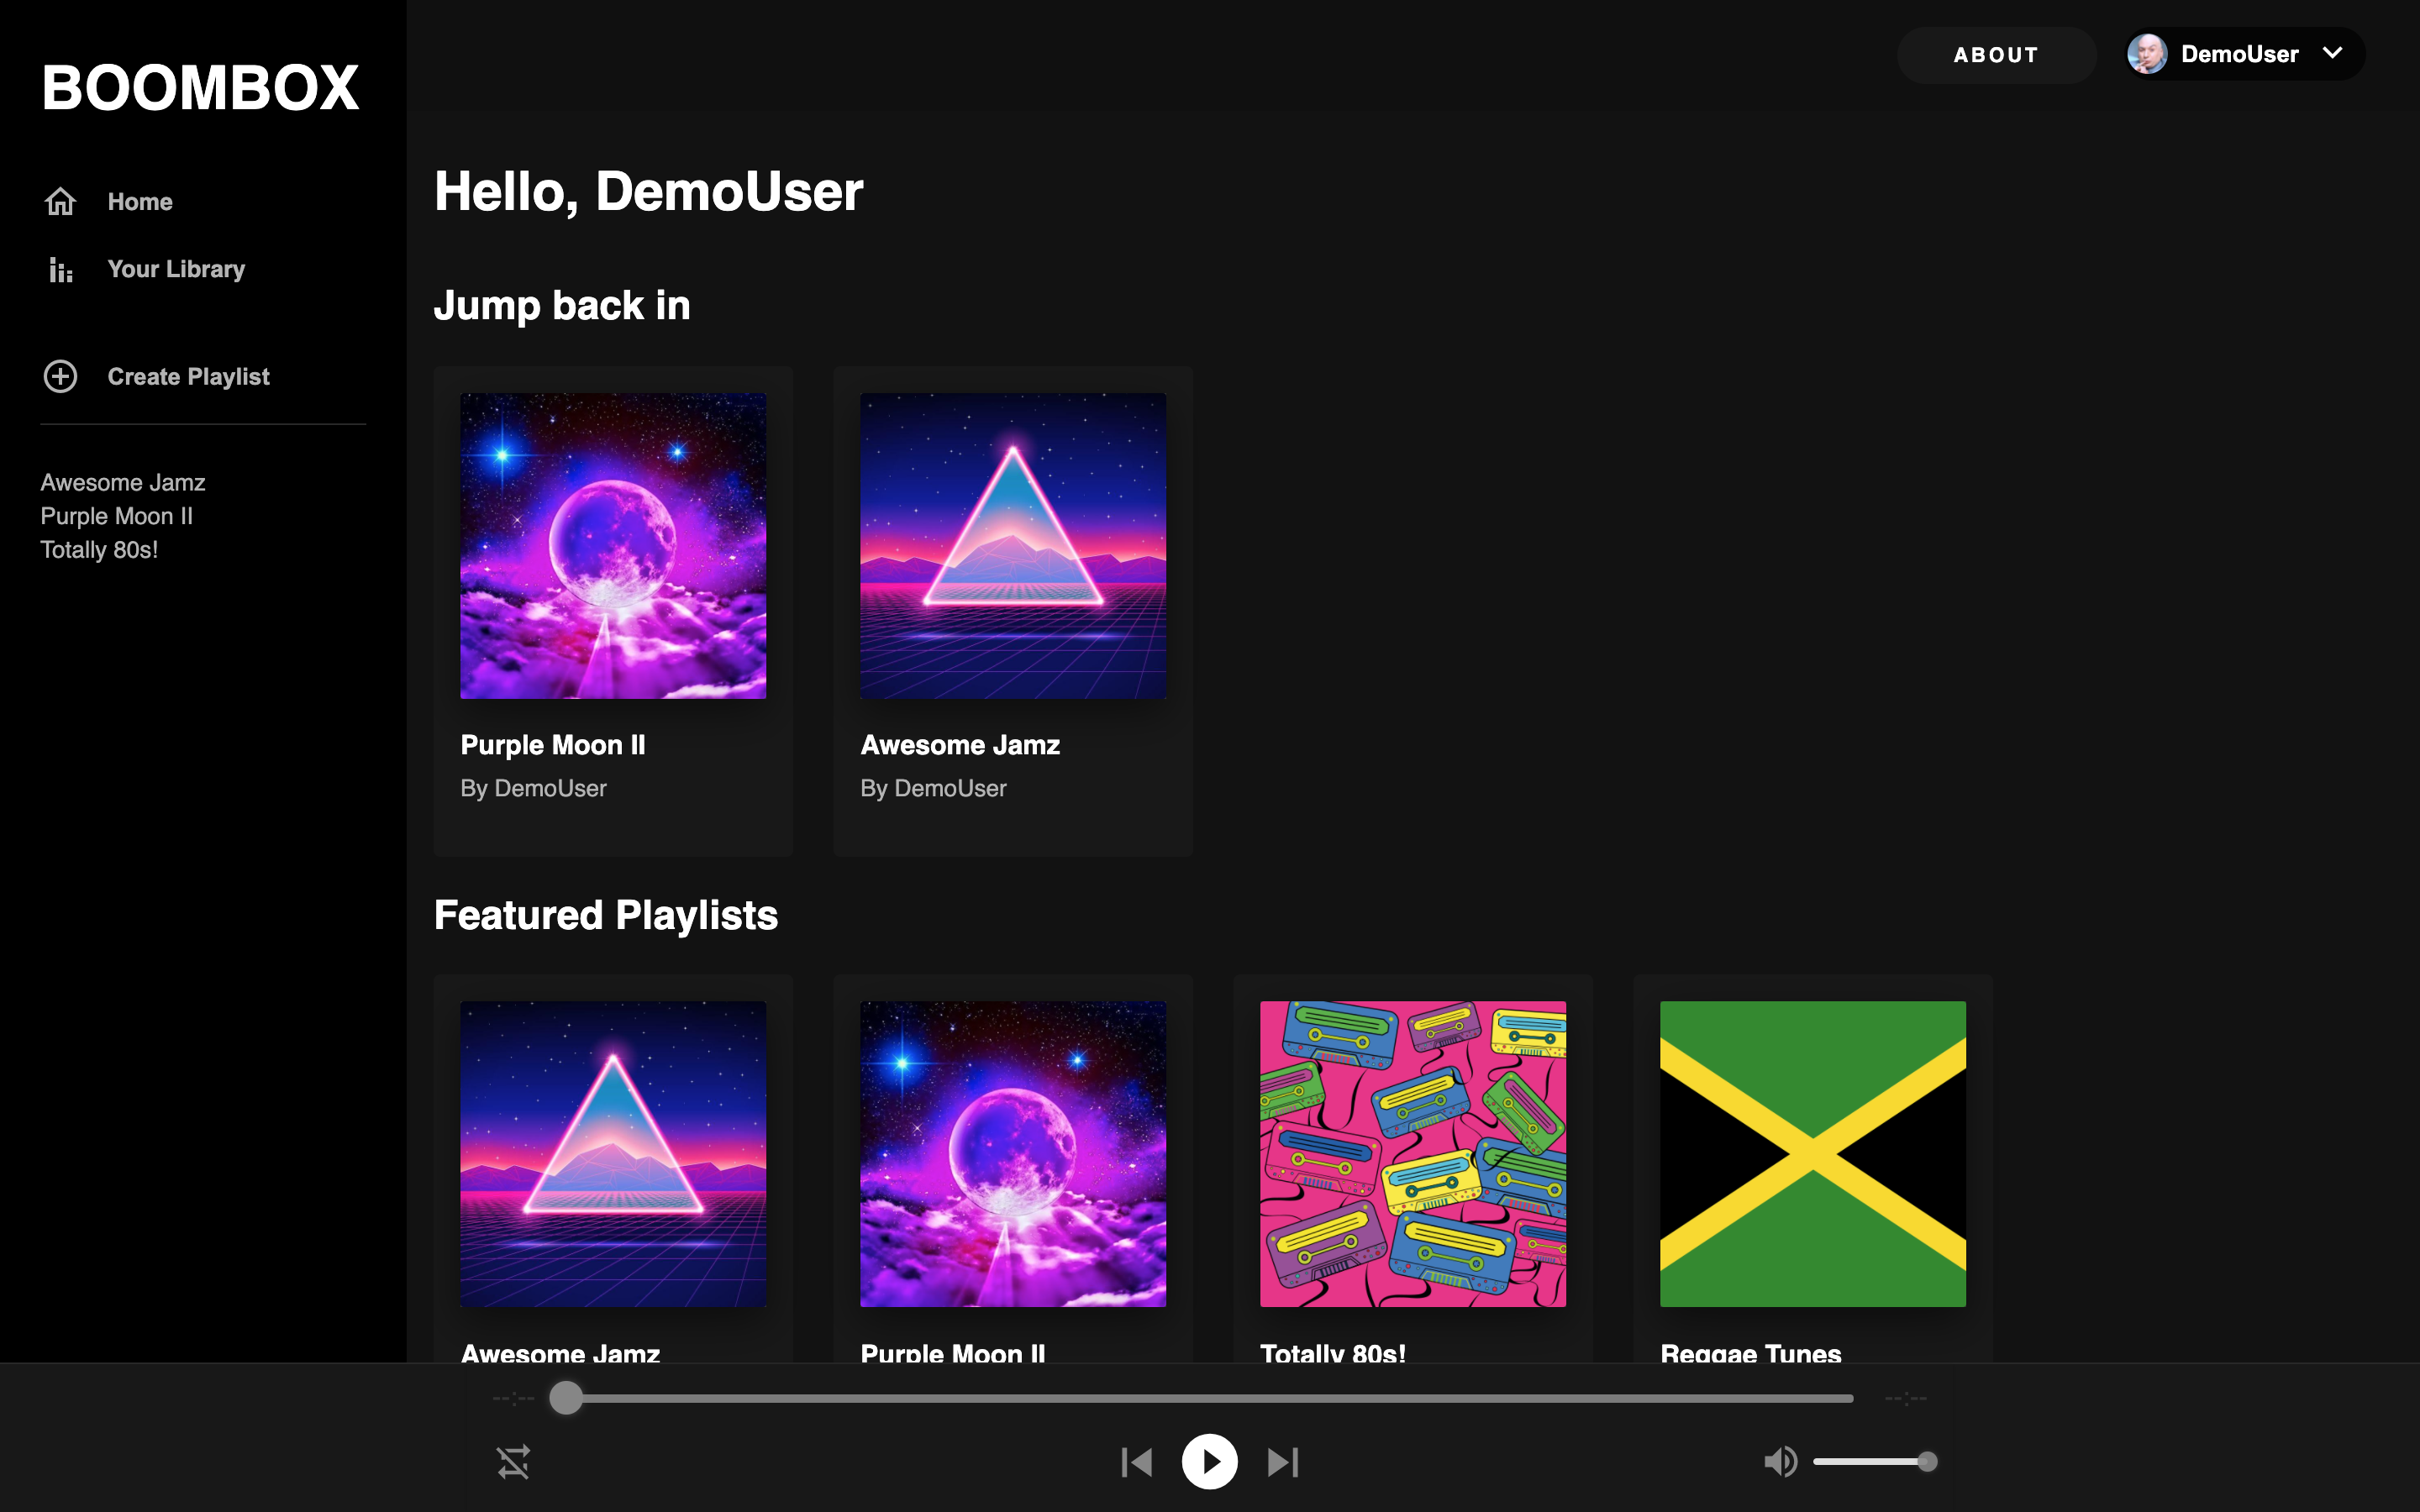 BOOMBOX
Home
Your Library
Create Playlist
Awesome Jamz
Purple Moon II
Totally 80s!
ABOUT
DemoUser
Hello, DemoUser
Jump back in
Purple Moon II
By DemoUser
Awesome Jamz
By DemoUser
Featured Playlists
Awesome Jamz
Purple Moon II
Totally 80s!
Reggae Tunes
--:--
--:--